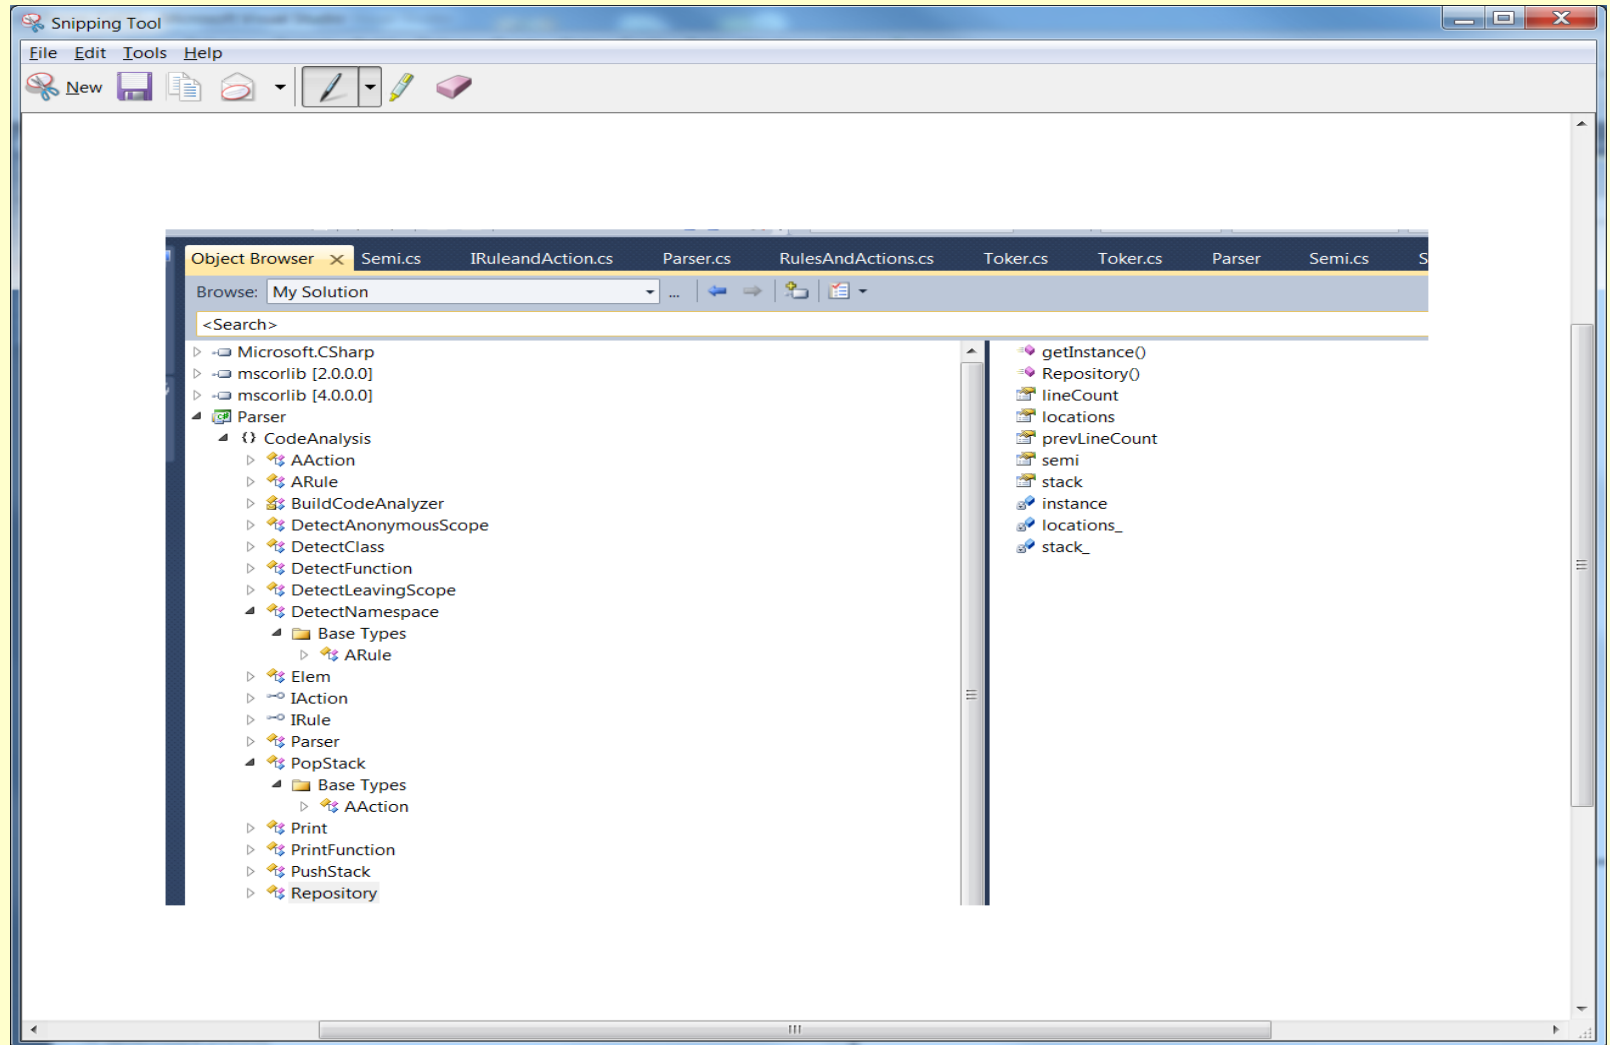 Snipping Tool
File Edit Tools Help
New
Object Browser Semi.cs IRuleandAction.cs Parser.cs RulesAndActions.cs Toker.cs Toker.cs Parser Semi.cs S
Browse: My Solution ...
<Search>
Microsoft.CSharp
mscorlib [2.0.0.0]
mscorlib [4.0.0.0]
Parser
{} CodeAnalysis
AAction
ARule
BuildCodeAnalyzer
DetectAnonymousScope
DetectClass
DetectFunction
DetectLeavingScope
DetectNamespace
Base Types
ARule
Elem
IAction
IRule
Parser
PopStack
Base Types
AAction
Print
PrintFunction
PushStack
Repository
getInstance()
Repository()
lineCount
locations
prevLineCount
semi
stack
instance
locations_
stack_